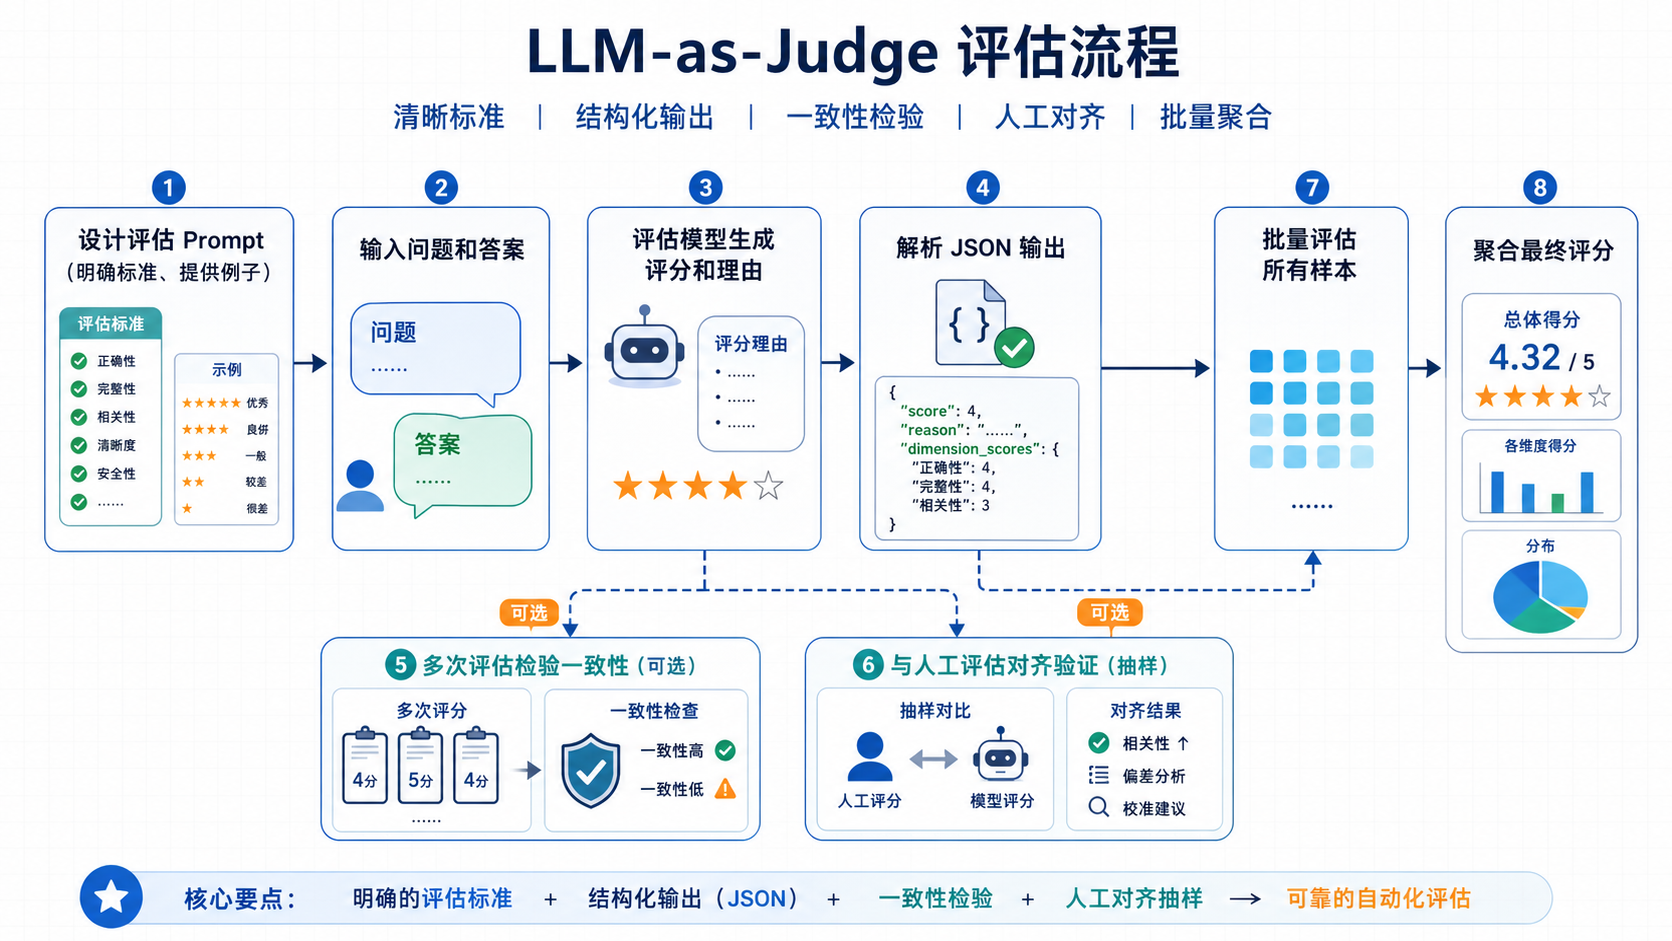 LLM-as-Judge 评估流程
清晰标准 | 结构化输出 | 一致性检验 | 人工对齐 | 批量聚合
1
设计评估 Prompt
（明确标准、提供例子）
评估标准
正确性
完整性
相关性
清晰度
安全性
......
示例
★★★★★ 优秀
★★★★ 良
★★★ 一般
★★ 较差
★ 很差
2
输入问题和答案
问题
......
答案
......
3
评估模型生成
评分和理由
评分理由
• ......
• ......
• ......
4
解析 JSON 输出
{ }
{
"score": 4,
"reason": "......",
"dimension_scores": {
"正确性": 4,
"完整性": 4,
"相关性": 3
}
7
批量评估
所有样本
......
8
聚合最终评分
总体得分
4.32 / 5
各维度得分
分布
可选
5 多次评估检验一致性（可选）
多次评分
4分
5分
4分
......
一致性检查
一致性高
一致性低
可选
6 与人工评估对齐验证（抽样）
抽样对比
人工评分
模型评分
对齐结果
相关性 ↑
偏差分析
校准建议
核心要点： 明确的评估标准 + 结构化输出（JSON） + 一致性检验 + 人工对齐抽样 → 可靠的自动化评估